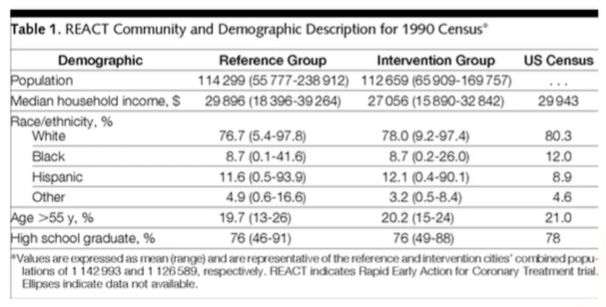 Table 1. REACT Community and Demographic Description for 1990 Census*
Demographic Reference Group Intervention Group US Census
Population 114 299 (55 777-238 912) 112 659 (65 909-169 757) . . .
Median household income, $ 29 896 (18 396-39 264) 27 056 (15 890-32 842) 29 943
Race/ethnicity, %
White 76.7 (5.4-97.8) 78.0 (9.2-97.4) 80.3
Black 8.7 (0.1-41.6) 8.7 (0.2-26.0) 12.0
Hispanic 11.6 (0.5-93.9) 12.1 (0.4-90.1) 8.9
Other 4.9 (0.6-16.6) 3.2 (0.5-8.4) 4.6
Age >55 y, % 19.7 (13-26) 20.2 (15-24) 21.0
High school graduate, % 76 (46-91) 76 (49-88) 78
*Values are expressed as mean (range) and are representative of the reference and intervention cities' combined popu-
lations of 1 142 993 and 1 126 589, respectively. REACT indicates Rapid Early Action for Coronary Treatment trial.
Ellipses indicate data not available.